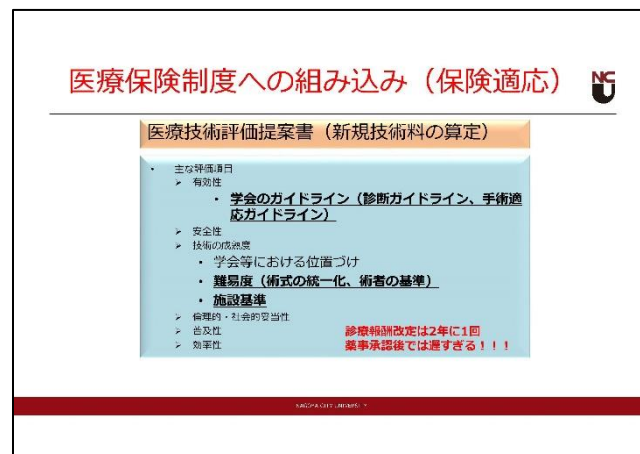 医療保険制度への組み込み（保険適応）
NCU
医療技術評価提案書（新規技術料の算定）
• 主な評価項目
➢ 有効性
• 学会のガイドライン（診断ガイドライン、手術適
応ガイドライン）
➢ 安全性
➢ 技術の成熟度
• 学会等における位置づけ
• 難易度（術式の統一化、術者の基準）
• 施設基準
➢ 倫理的・社会的妥当性
➢ 普及性
➢ 効率性
診療報酬改定は2年に1回
薬事承認後では遅すぎる！！！
NAGOYA CITY UNIVERSITY